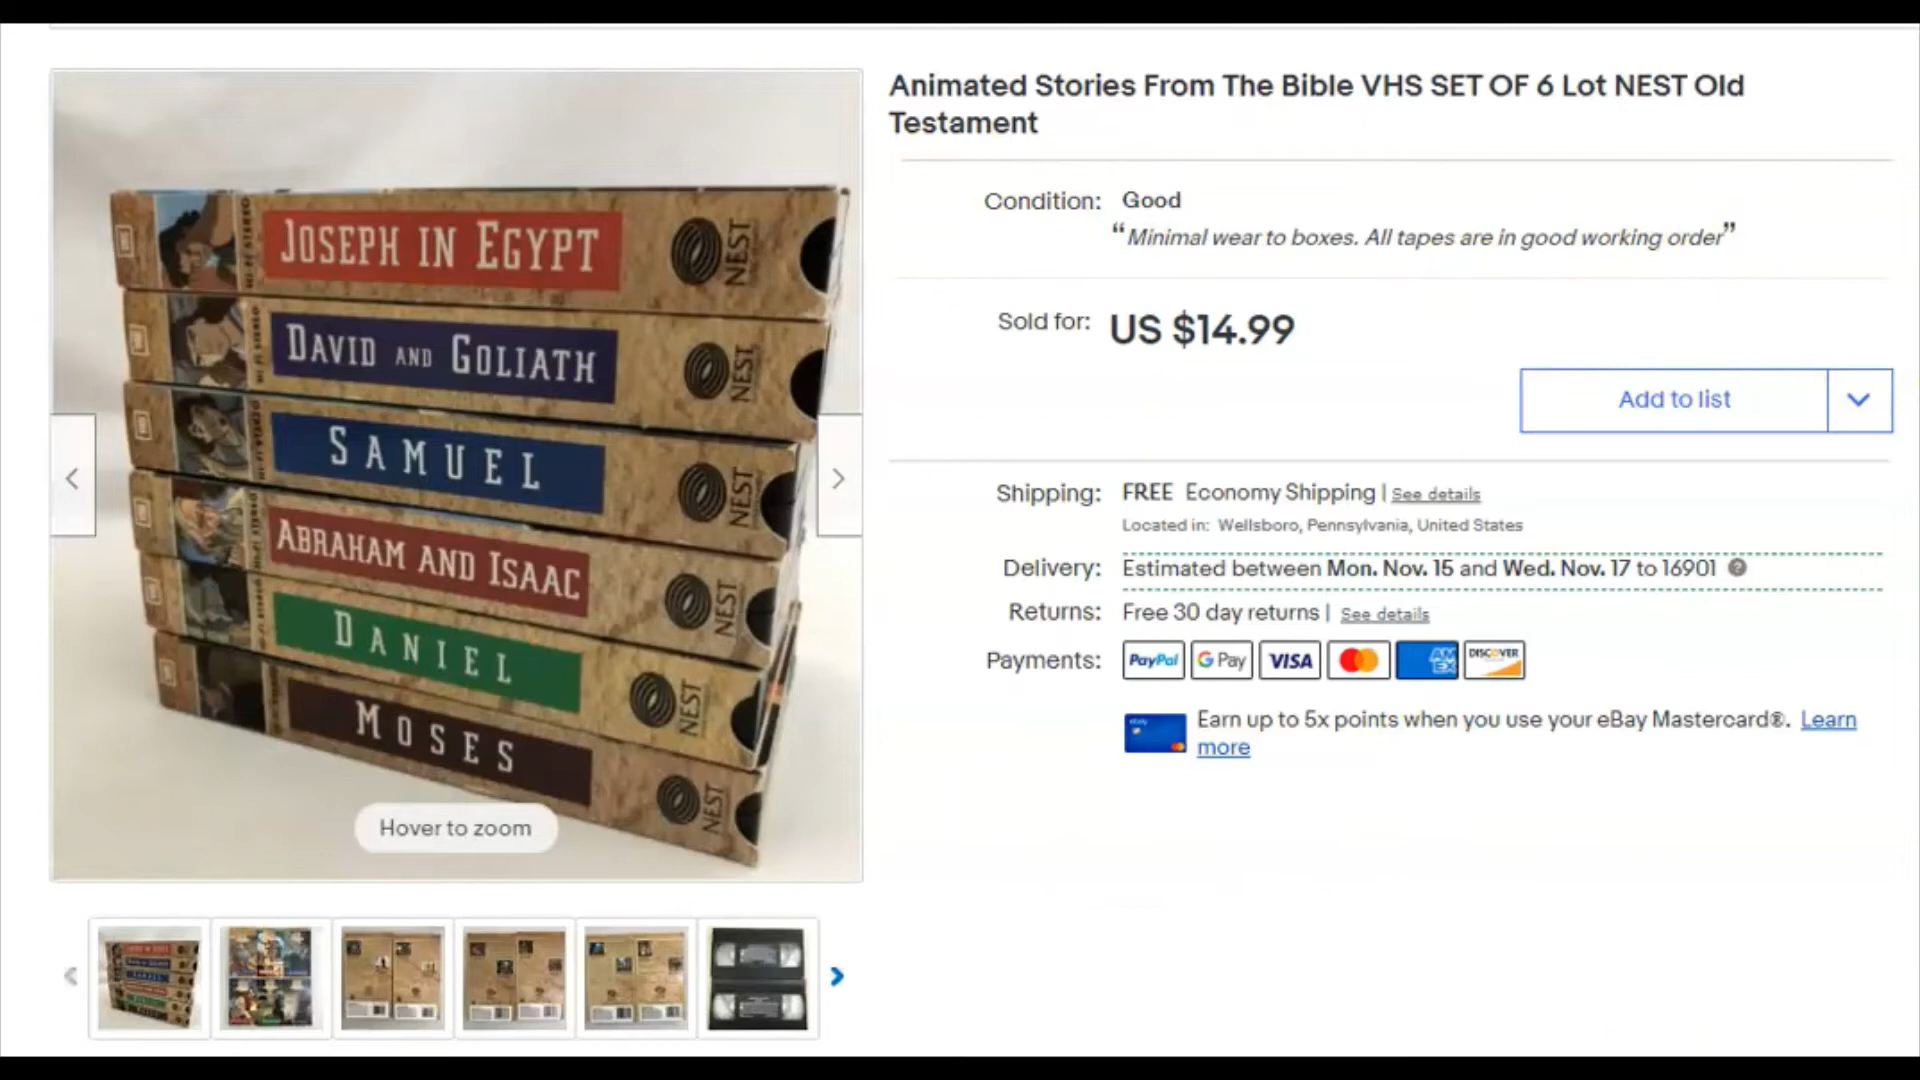 Animated Stories From The Bible VHS SET OF 6 Lot NEST Old
Testament
Condition: Good
“Minimal wear to boxes. All tapes are in good working order”
Sold for: US $14.99
Add to list
Shipping: FREE Economy Shipping | See details
Located in: Wellsboro, Pennsylvania, United States
Delivery: Estimated between Mon. Nov. 15 and Wed. Nov. 17 to 16901
Returns: Free 30 day returns | See details
Payments: PayPal G Pay VISA AM EX DISCOVER
Earn up to 5x points when you use your eBay Mastercard®. Learn
more
JOSEPH IN EGYPT NEST
DAVID AND GOLIATH NEST
SAMUEL NEST
ABRAHAM AND ISAAC NEST
DANIEL NEST
MOSES NEST
Hover to zoom